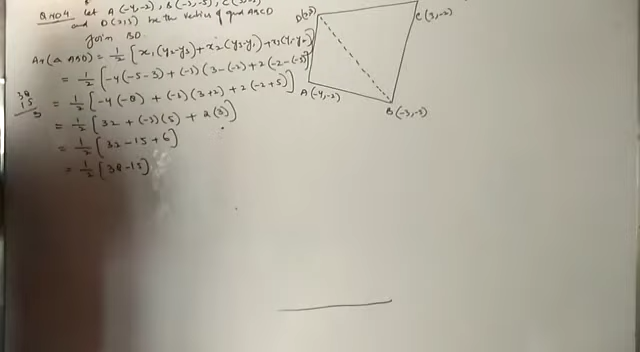 Q.NO4 Let A(-4,-2), B(-3,-5), C(3,-2)
and D(2,3) be the vertices of quad ABCD
Join BD.
Ar(△ ABD) = 1/2 [x₁(y₂-y₃)+x₂(y₃-y₁)+x₃(y₁-y₂)]
= 1/2 [-4(-5-3) + (-3)(3-(-2)) + 2(-2-(-5))]
= 1/2 [-4(-8) + (-3)(3+2) + 2(-2+5)]
= 1/2 [32 + (-3)(5) + 2(3)]
= 1/2 [32-15+6]
= 1/2 [38-15]
38
15
3
D(2,3)
C(3,-2)
A(-4,-2)
B(-3,-5)